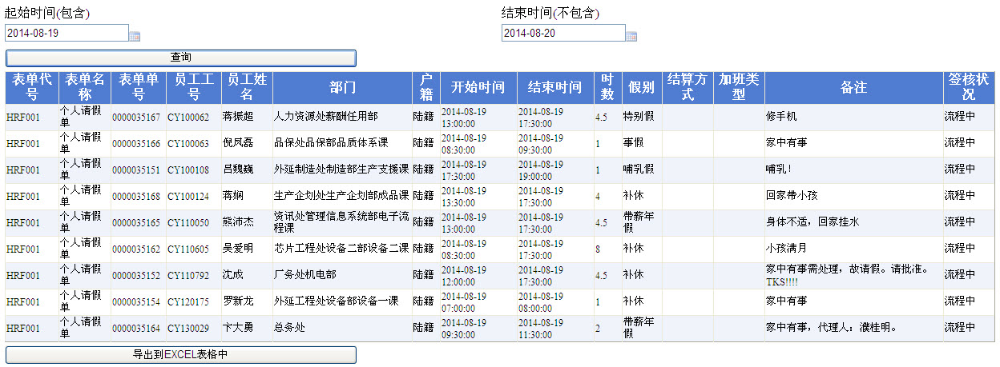 起始时间(包含) 结束时间(不包含)
2014-08-19 2014-08-20
查询
表单代号 表单名称 表单单号 员工工号 员工姓名 部门 户籍 开始时间 结束时间 时数 假别 结算方式 加班类型 备注 签核状况
HRF001 个人请假单 0000035167 CY100062 蒋振超 人力资源处薪酬任用部 陆籍 2014-08-19 13:00:00 2014-08-19 17:30:00 4.5 特别假 修手机 流程中
HRF001 个人请假单 0000035166 CY100063 倪凤磊 品保处品保部品质体系课 陆籍 2014-08-19 08:30:00 2014-08-19 09:30:00 1 事假 家中有事 流程中
HRF001 个人请假单 0000035151 CY100108 吕魏巍 外延制造处制造部生产支援课 陆籍 2014-08-19 17:30:00 2014-08-19 19:00:00 1 哺乳假 哺乳！ 流程中
HRF001 个人请假单 0000035168 CY100124 蒋娴 生产企划处生产企划部成品课 陆籍 2014-08-19 13:30:00 2014-08-19 17:30:00 4 补休 回家带小孩 流程中
HRF001 个人请假单 0000035165 CY110050 熊沛杰 资讯处管理信息系统部电子流程课 陆籍 2014-08-19 13:00:00 2014-08-19 17:30:00 4.5 带薪年假 身体不适，回家挂水 流程中
HRF001 个人请假单 0000035162 CY110605 吴爱明 芯片工程处设备二部设备二课 陆籍 2014-08-19 08:30:00 2014-08-19 17:30:00 8 补休 小孩满月 流程中
HRF001 个人请假单 0000035152 CY110792 沈成 厂务处机电部 陆籍 2014-08-19 12:00:00 2014-08-19 17:30:00 4.5 补休 家中有事需处理，故请假。请批准。TKS!!!! 流程中
HRF001 个人请假单 0000035154 CY120175 罗新龙 外延工程处设备部设备一课 陆籍 2014-08-19 07:00:00 2014-08-19 08:00:00 1 补休 家中有事 流程中
HRF001 个人请假单 0000035164 CY130029 卞大勇 总务处 陆籍 2014-08-19 09:30:00 2014-08-19 11:30:00 2 带薪年假 家中有事，代理人：濮桂明。 流程中
导出到EXCEL表格中